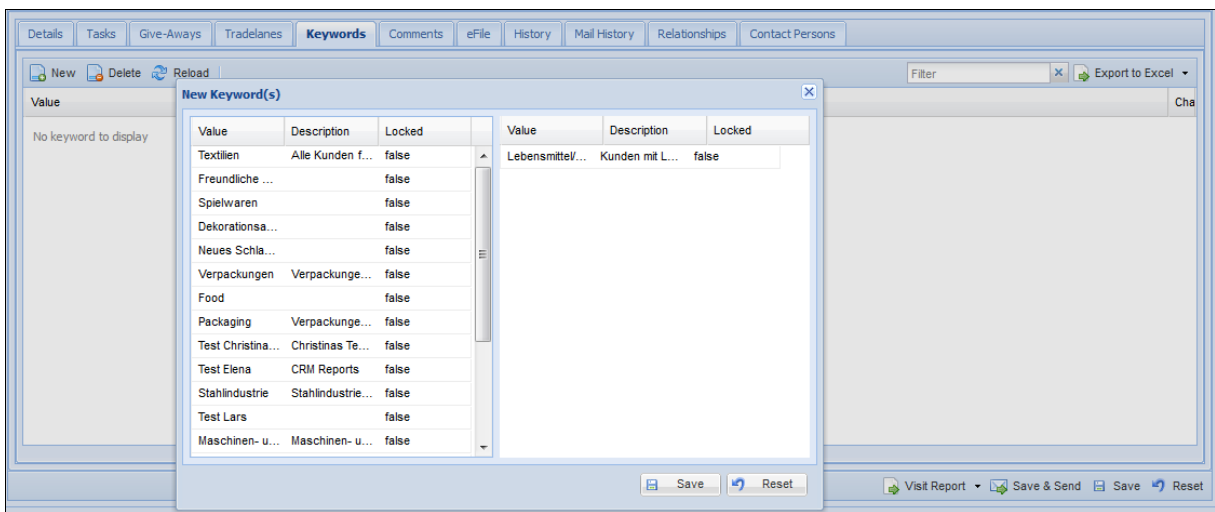 Details Tasks Give-Aways Tradelanes Keywords Comments eFile History Mail History Relationships Contact Persons
New Delete Reload Filter Export to Excel
Value Cha
No keyword to display
New Keyword(s)
Value Description Locked Value Description Locked
Textilien Alle Kunden f... false Lebensmittel/... Kunden mit L... false
Freundliche ... false
Spielwaren false
Dekorationsa... false
Neues Schla... false
Verpackungen Verpackunge... false
Food false
Packaging Verpackunge... false
Test Christina... Christinas Te... false
Test Elena CRM Reports false
Stahlindustrie Stahlindustrie... false
Test Lars false
Maschinen- u... Maschinen- u... false
Save Reset
Visit Report Save & Send Save Reset